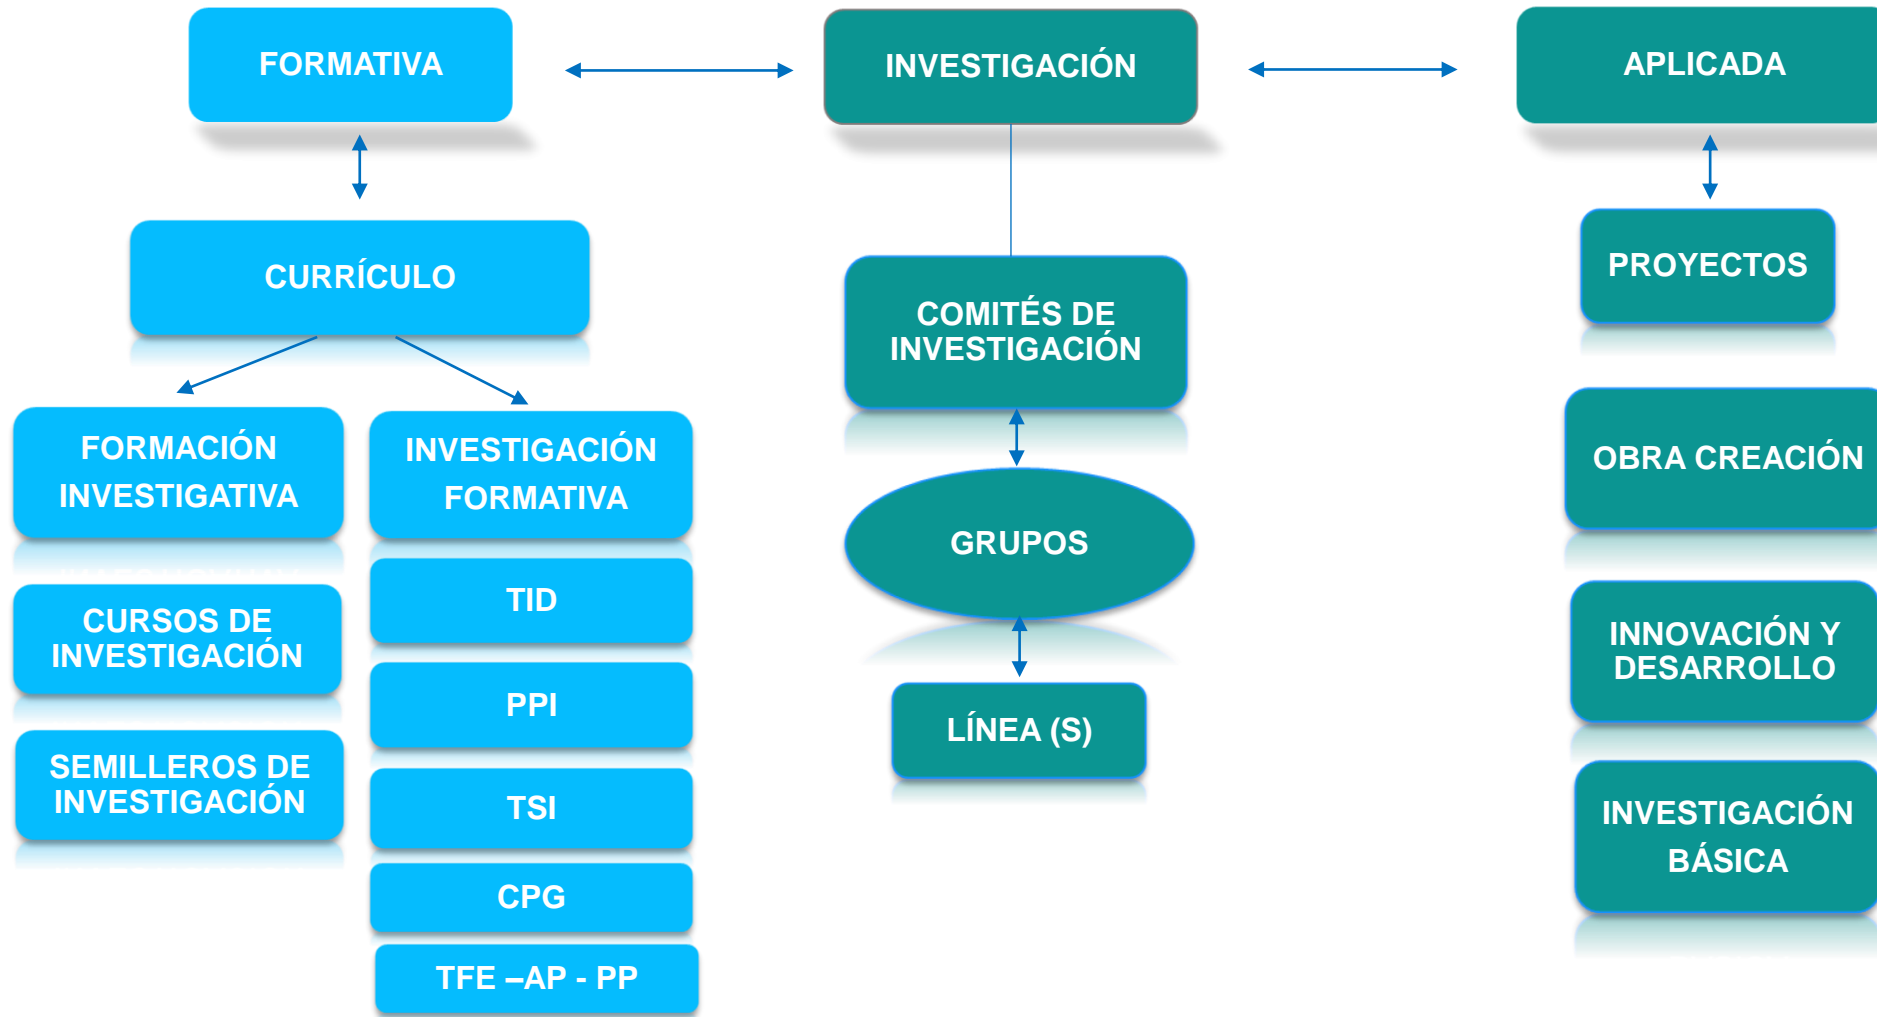 FORMATIVA
INVESTIGACIÓN
APLICADA
CURRÍCULO
COMITÉS DE
INVESTIGACIÓN
PROYECTOS
FORMACIÓN
INVESTIGATIVA
INVESTIGACIÓN
FORMATIVA
OBRA CREACIÓN
GRUPOS
CURSOS DE
INVESTIGACIÓN
TID
INNOVACIÓN Y
DESARROLLO
PPI
LÍNEA (S)
SEMILLEROS DE
INVESTIGACIÓN
TSI
INVESTIGACIÓN
BÁSICA
CPG
TFE –AP - PP